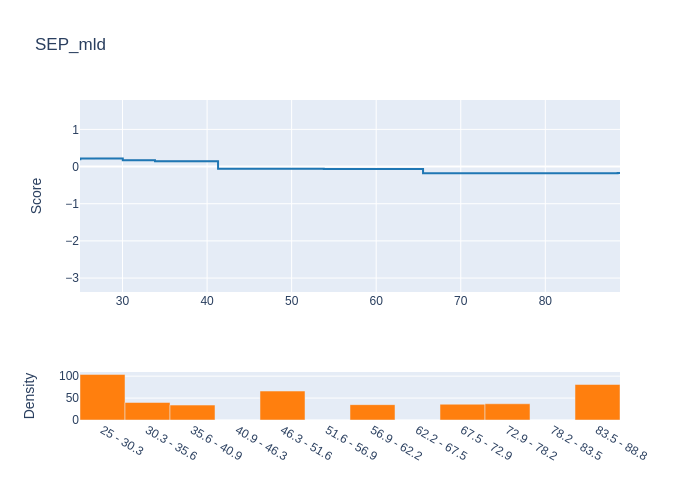 SEP_mld
Score
1
0
−1
−2
−3
30 40 50 60 70 80
Density
100
50
0
25 - 30.3
30.3 - 35.6
35.6 - 40.9
40.9 - 46.3
46.3 - 51.6
51.6 - 56.9
56.9 - 62.2
62.2 - 67.5
67.5 - 72.9
72.9 - 78.2
78.2 - 83.5
83.5 - 88.8